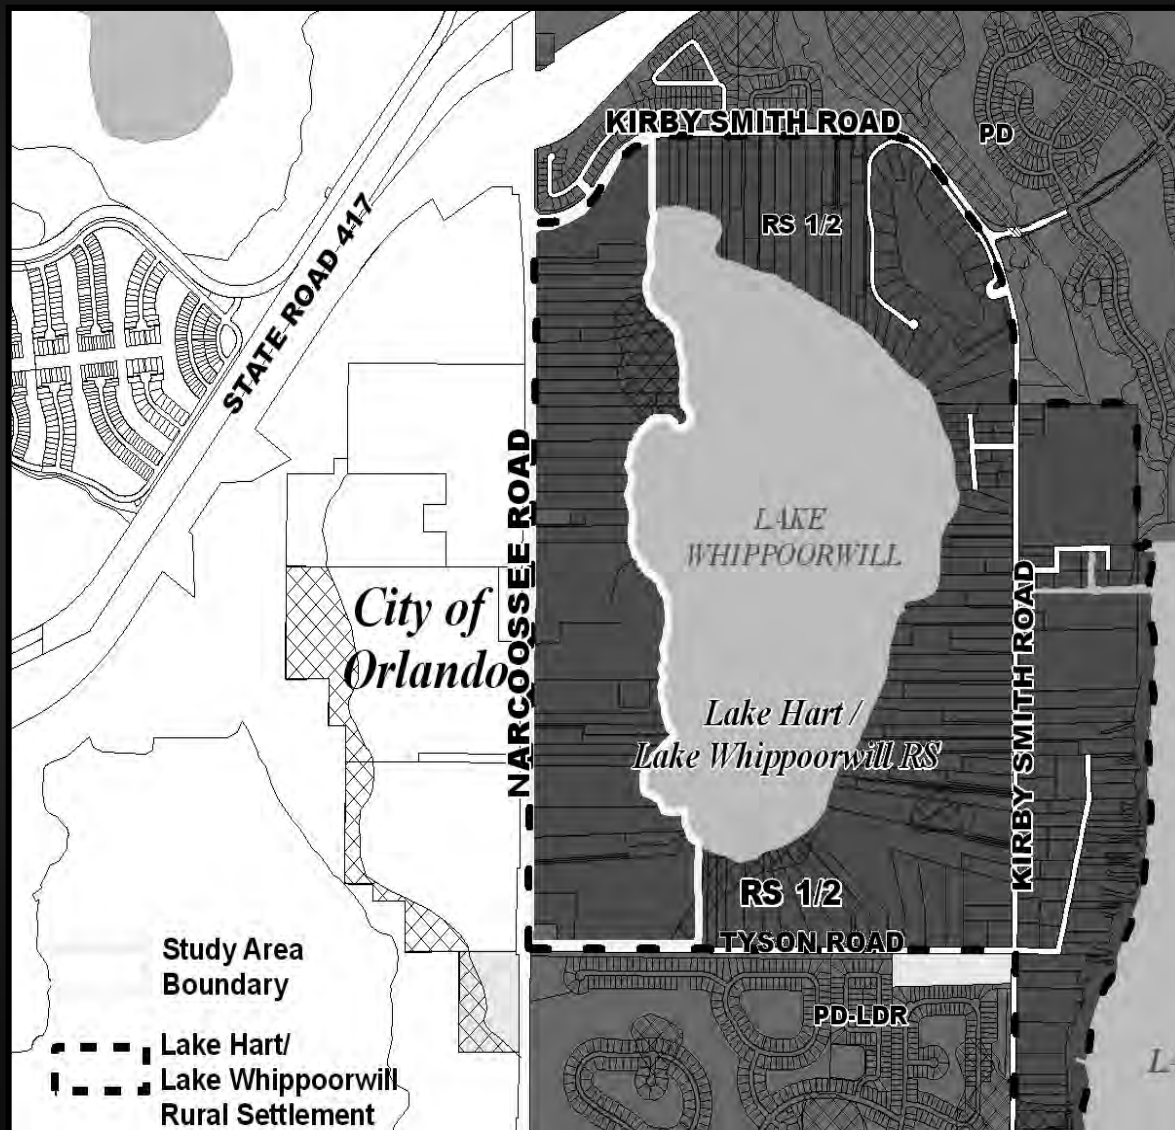 KIRBY SMITH ROAD
PD
RS 1/2
STATE ROAD 417
NARCOOSSEE ROAD
LAKE
WHIPPOORWILL
City of
Orlando
KIRBY SMITH ROAD
Lake Hart /
Lake Whippoorwill RS
RS 1/2
TYSON ROAD
Study Area
Boundary
PD-LDR
Lake Hart/
Lake Whippoorwill
Rural Settlement